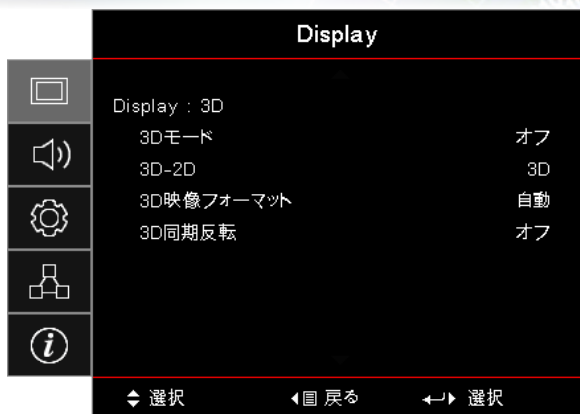 Display
Display : 3D
3Dモード オフ
3D-2D 3D
3D映像フォーマット 自動
3D同期反転 オフ
選択 戻る 選択